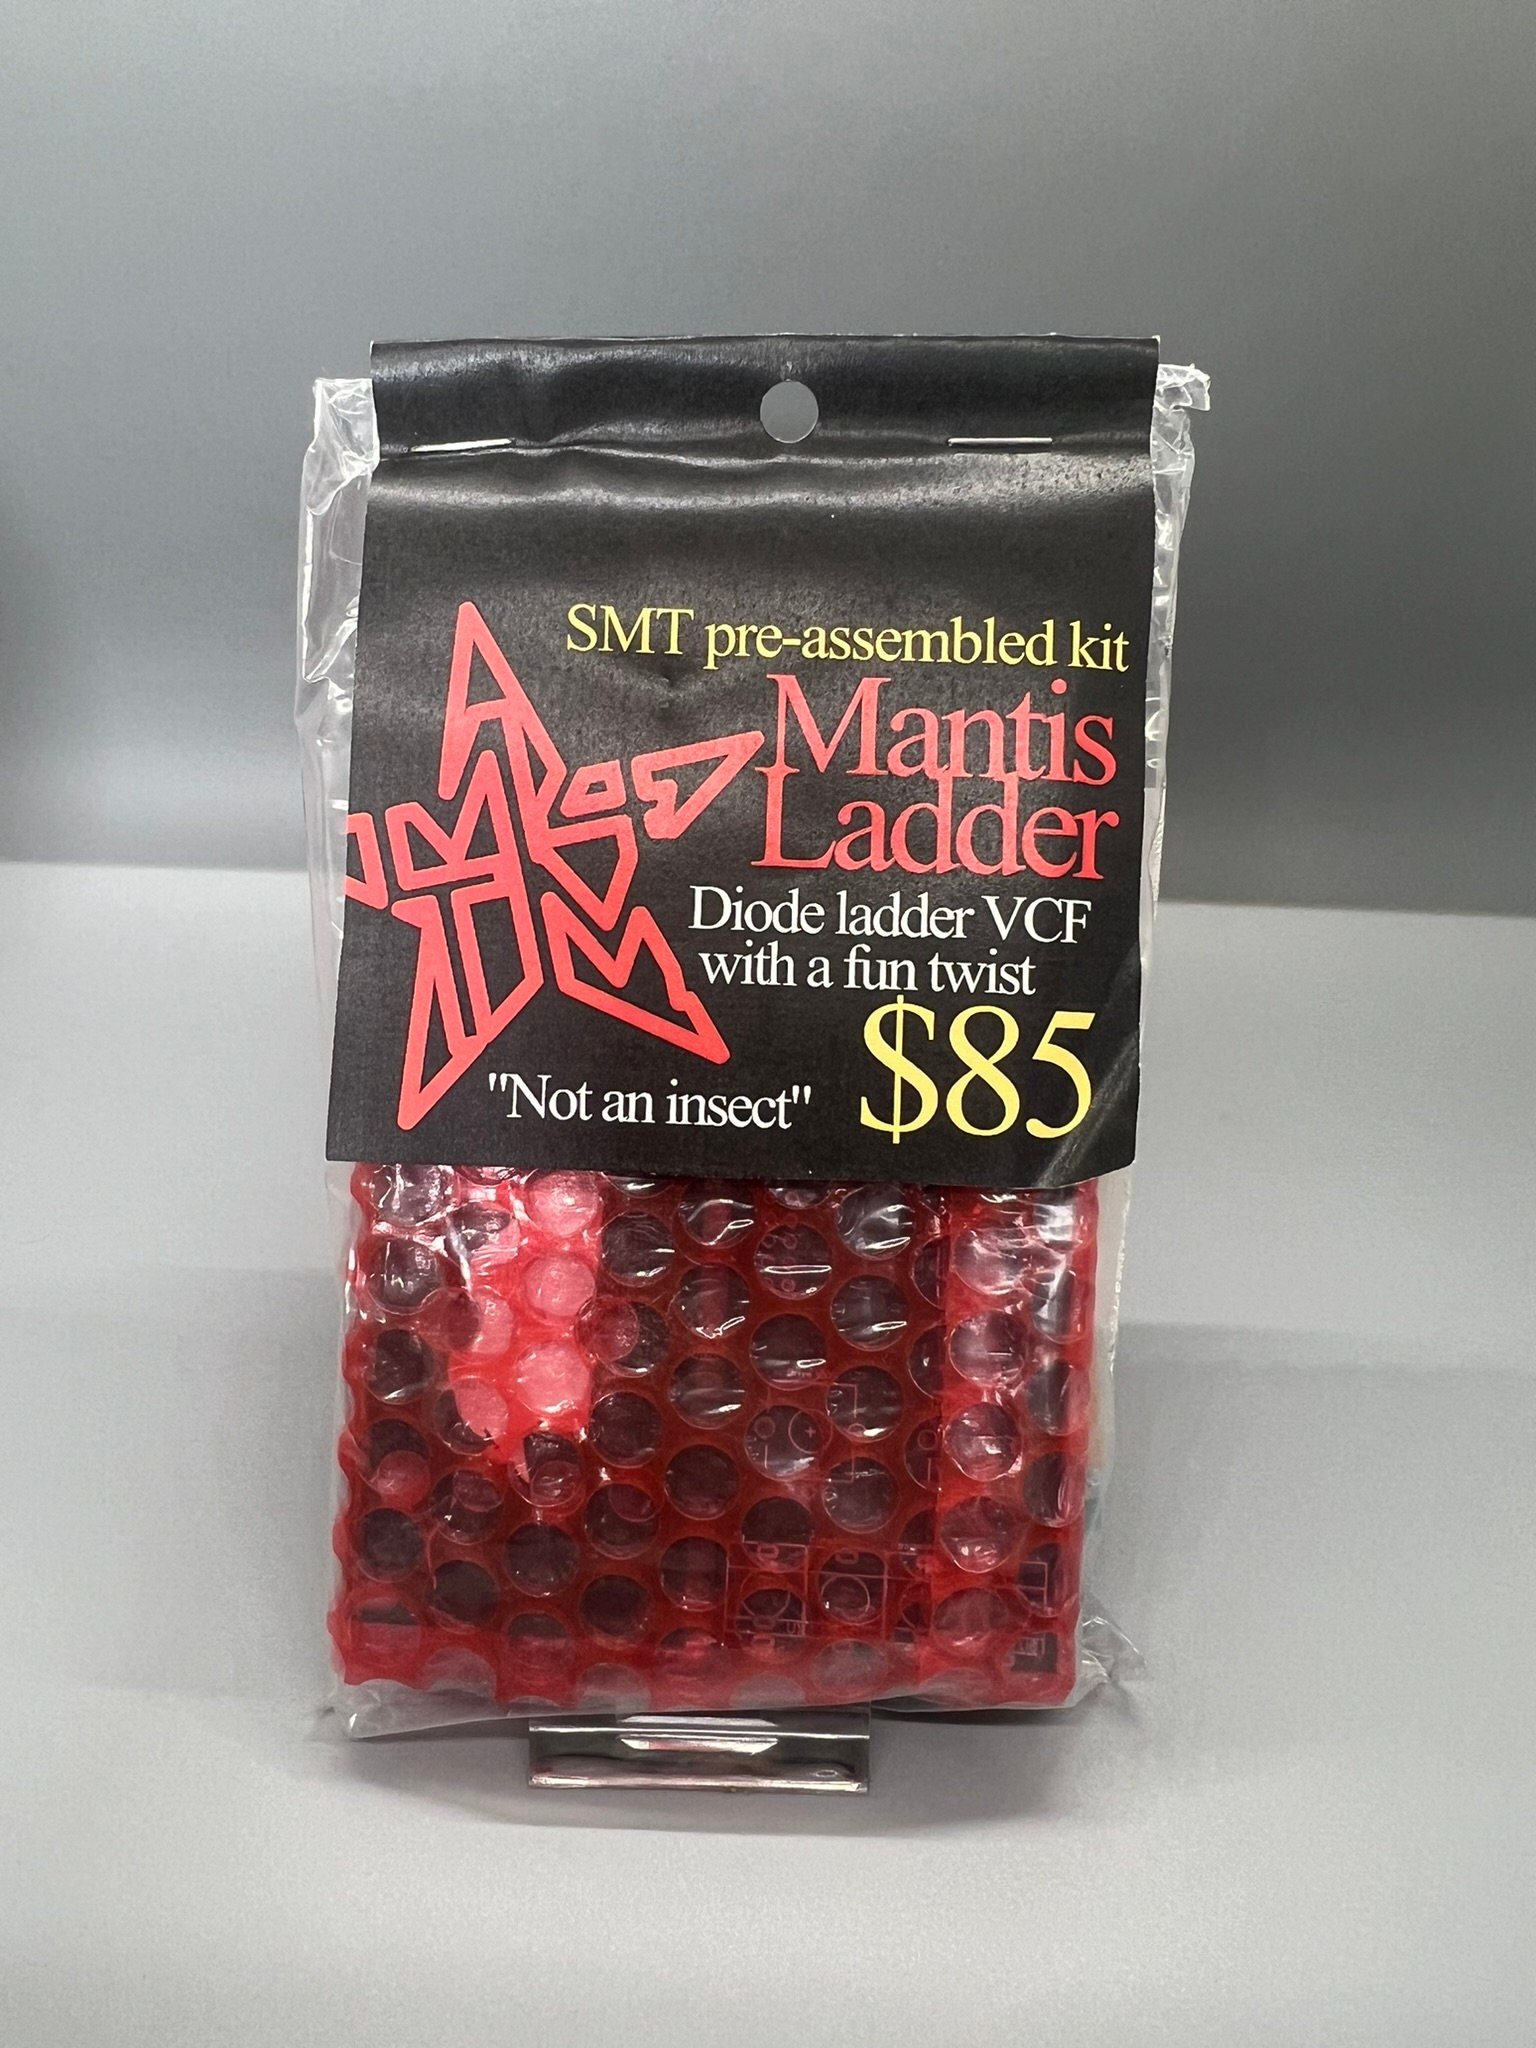 SMT pre-assembled kit
Mantis
Ladder
Diode ladder VCF
with a fun twist
$85
"Not an insect"